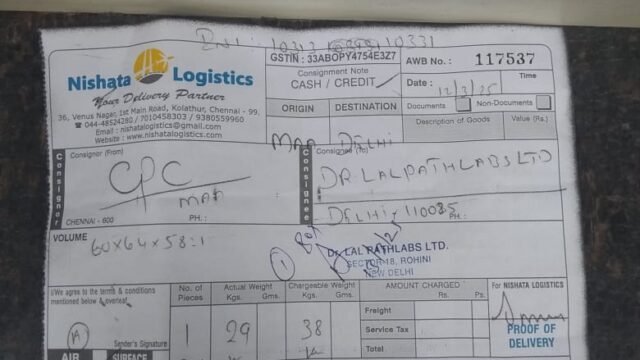 Nishata Logistics
Your Delivery Partner
36, Venus Nagar, 1st Main Road, Kolathur, Chennai - 99.
☎ 044-48524280 / 7010458303 / 9380559960
Email : nishatalogistics@gmail.com
Website : www.nishatalogistics.com
GSTIN : 33ABOPY4754E3Z7
Consignment Note
CASH / CREDIT
AWB No. : 117537
Date : 12/3/25
Time
ORIGIN DESTINATION
Documents Non-Documents
Description of Goods Value (Rs.)
MAA DELHI
Consignor
Consignor (From)
CPC
MAA
CHENNAI - 600 PH. :
Consignee
Consignee (To)
DR. LALPATHLABS LTD
DELHI - 110085 PH :
VOLUME
60x64x58:1
1
Dr. LAL PATHLABS LTD.
SECTOR-18, ROHINI
NEW DELHI
I/We agree to the terms & conditions
mentioned below & overleaf
Sender's Signature
No. of Pieces
Actual Weight
Kgs. Gms.
Chargeable Weight
Kgs. Gms.
AMOUNT CHARGED
Rs. Ps.
1 29 38
Freight
Service Tax
Total
For NISHATA LOGISTICS
PROOF OF
DELIVERY
AIR SURFACE